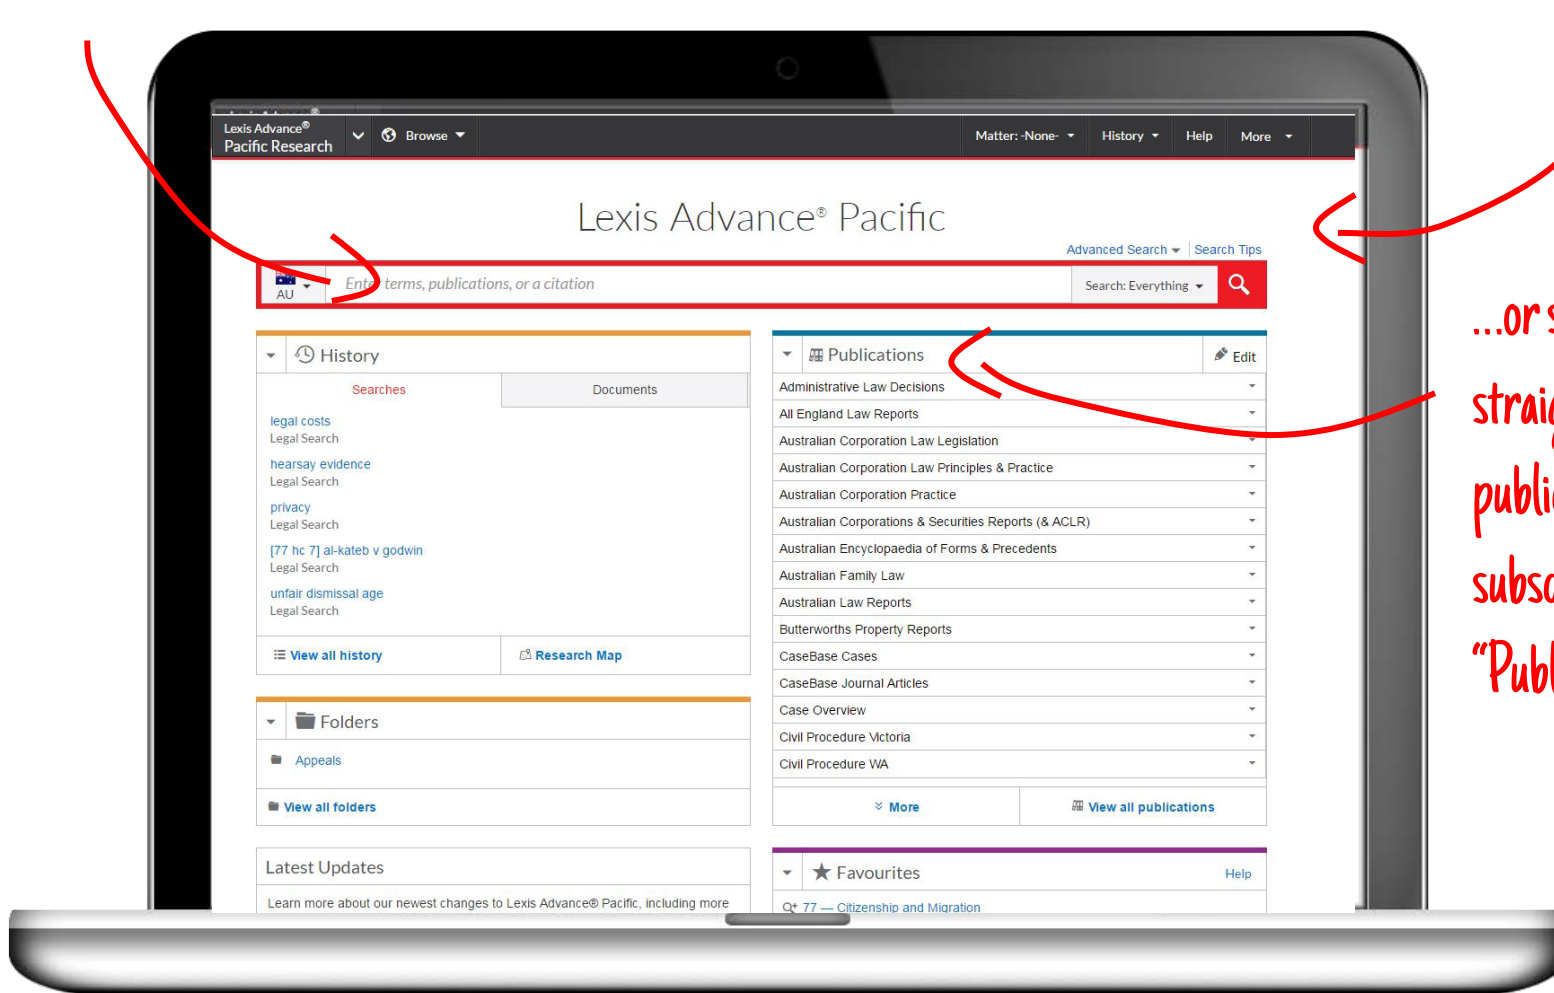 Lexis Advance®
Pacific Research
Browse
Matter: -None-
History
Help
More
Lexis Advance® Pacific
Advanced Search
Search Tips
AU
Enter terms, publications, or a citation
Search: Everything
History
Searches
Documents
legal costs
Legal Search
hearsay evidence
Legal Search
privacy
Legal Search
[77 hc 7] al-kateb v godwin
Legal Search
unfair dismissal age
Legal Search
View all history
Research Map
Folders
Appeals
View all folders
Latest Updates
Learn more about our newest changes to Lexis Advance® Pacific, including more
Publications
Edit
Administrative Law Decisions
All England Law Reports
Australian Corporation Law Legislation
Australian Corporation Law Principles & Practice
Australian Corporation Practice
Australian Corporations & Securities Reports (& ACLR)
Australian Encyclopaedia of Forms & Precedents
Australian Family Law
Australian Law Reports
Butterworths Property Reports
CaseBase Cases
CaseBase Journal Articles
Case Overview
Civil Procedure Victoria
Civil Procedure WA
More
View all publications
Favourites
Help
77 — Citizenship and Migration
...or